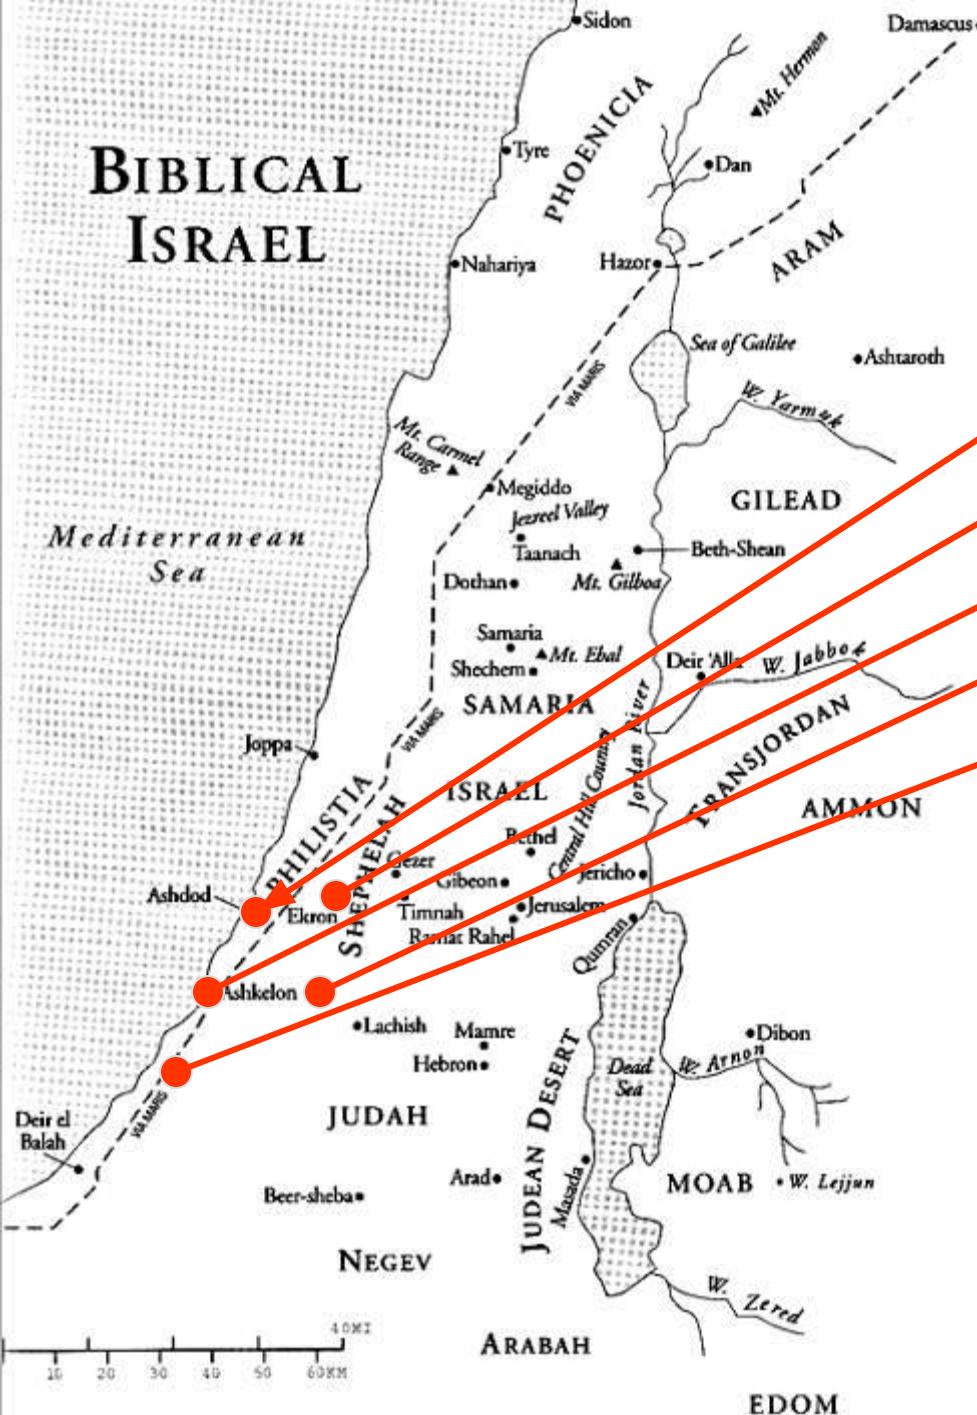 Sidon
Damascus
Mt. Hermon
PHOENICIA
Tyre
Dan
BIBLICAL
ISRAEL
ARAM
Nahariya
Hazor
Sea of Galilee
Ashtaroth
VIA MARIS
W. Yarmuk
Mt. Carmel
Range
Megiddo
GILEAD
Jezreel Valley
Mediterranean
Sea
Taanach
Beth-Shean
Dothan
Mt. Gilboa
Samaria
Mt. Ebal
Shechem
Deir 'Alla
W. Jabbok
SAMARIA
Jordan River
VIA MARIS
Joppa
Central Hill Country
TRANSJORDAN
ISRAEL
AMMON
PHILISTIA
SHEPHELAH
Bethel
Gezer
Gibeon
Jericho
Ashdod
Ekron
Timnah
Jerusalem
Ramat Rahel
Qumran
Ashkelon
Lachish
Mamre
Hebron
Dibon
W. Arnon
Dead
Sea
JUDEAN DESERT
VIA MARIS
Deir el
Balah
JUDAH
Arad
Masada
MOAB
W. Lejjun
Beer-sheba
NEGEV
W. Zered
40MI
ARABAH
10 20 30 40 50 60KM
EDOM